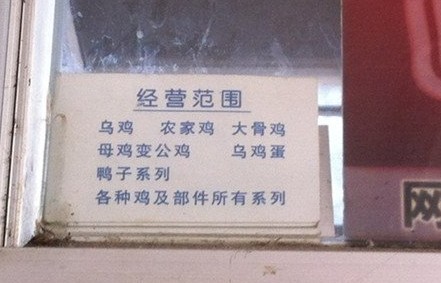 经营范围
乌鸡 农家鸡 大骨鸡
母鸡变公鸡 乌鸡蛋
鸭子系列
各种鸡及部件所有系列
网